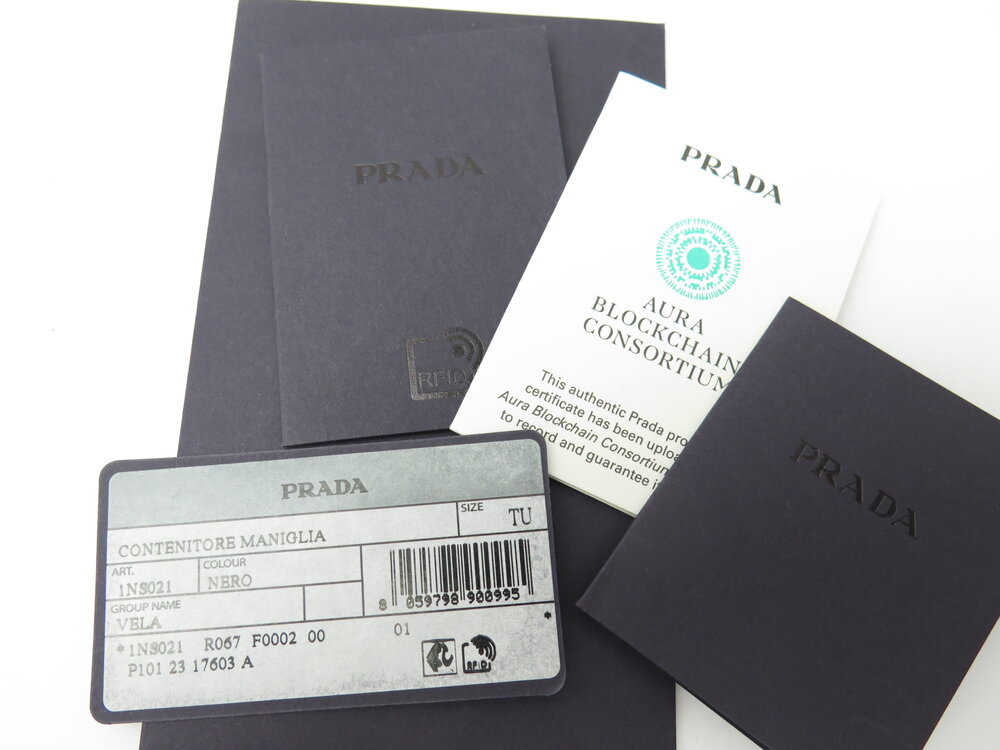 PRADA
RFID
PRADA
AURA
BLOCKCHAIN
CONSORTIUM
This authentic Prada pro
certificate has been uploa
Aura Blockchain Consortium
to record and guarantee i
PRADA
PRADA
SIZE TU
CONTENITORE MANIGLIA
ART. 1NS021
COLOUR NERO
GROUP NAME
VELA
8 059798 900995
*1NS021 R067 F0002 00 01 *
P101 23 17603 A
RFID